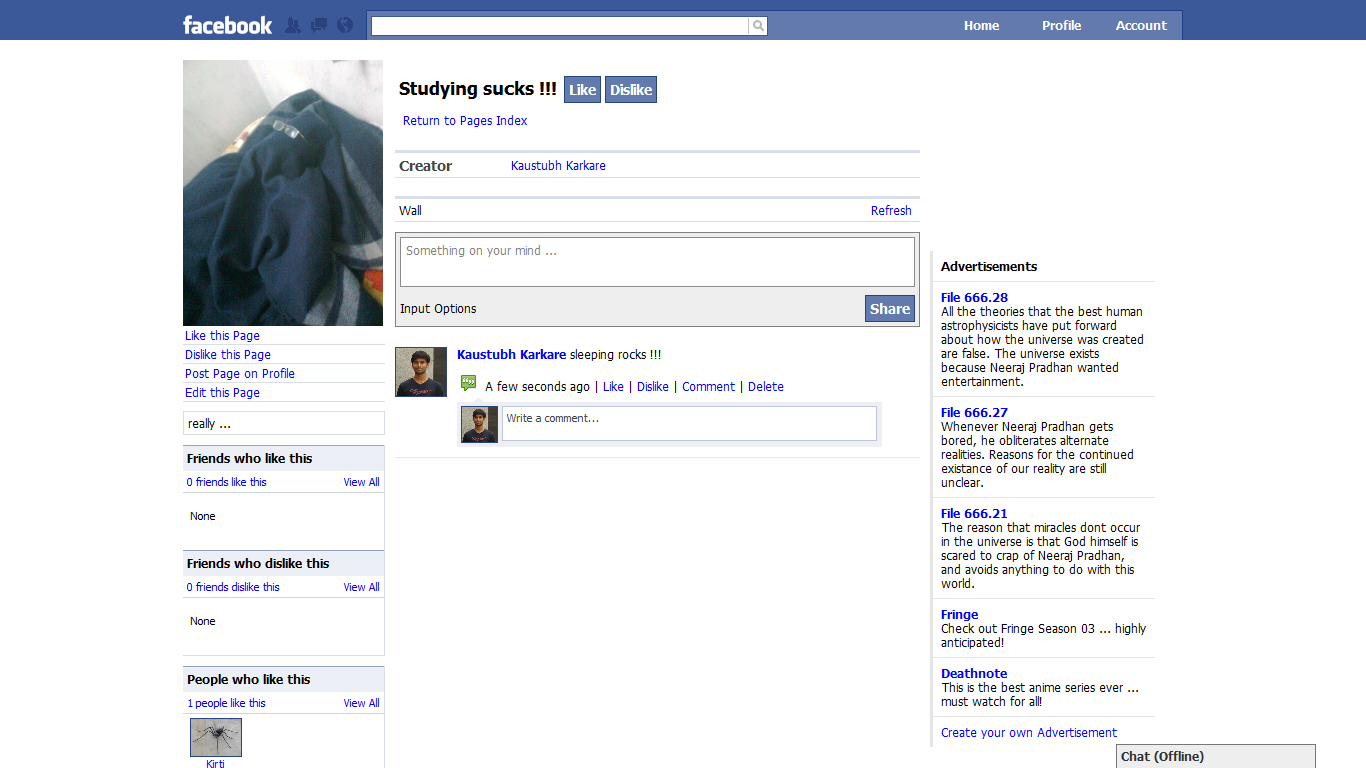 facebook
Home Profile Account
Studying sucks !!! Like Dislike
Return to Pages Index
Creator Kaustubh Karkare
Wall Refresh
Something on your mind ...
Input Options Share
Kaustubh Karkare sleeping rocks !!!
A few seconds ago | Like | Dislike | Comment | Delete
Write a comment...
Like this Page
Dislike this Page
Post Page on Profile
Edit this Page
really ...
Friends who like this
0 friends like this View All
None
Friends who dislike this
0 friends dislike this View All
None
People who like this
1 people like this View All
Kirti
Advertisements
File 666.28
All the theories that the best human
astrophysicists have put forward
about how the universe was created
are false. The universe exists
because Neeraj Pradhan wanted
entertainment.
File 666.27
Whenever Neeraj Pradhan gets
bored, he obliterates alternate
realities. Reasons for the continued
existance of our reality are still
unclear.
File 666.21
The reason that miracles dont occur
in the universe is that God himself is
scared to crap of Neeraj Pradhan,
and avoids anything to do with this
world.
Fringe
Check out Fringe Season 03 ... highly
anticipated!
Deathnote
This is the best anime series ever ...
must watch for all!
Create your own Advertisement
Chat (Offline)